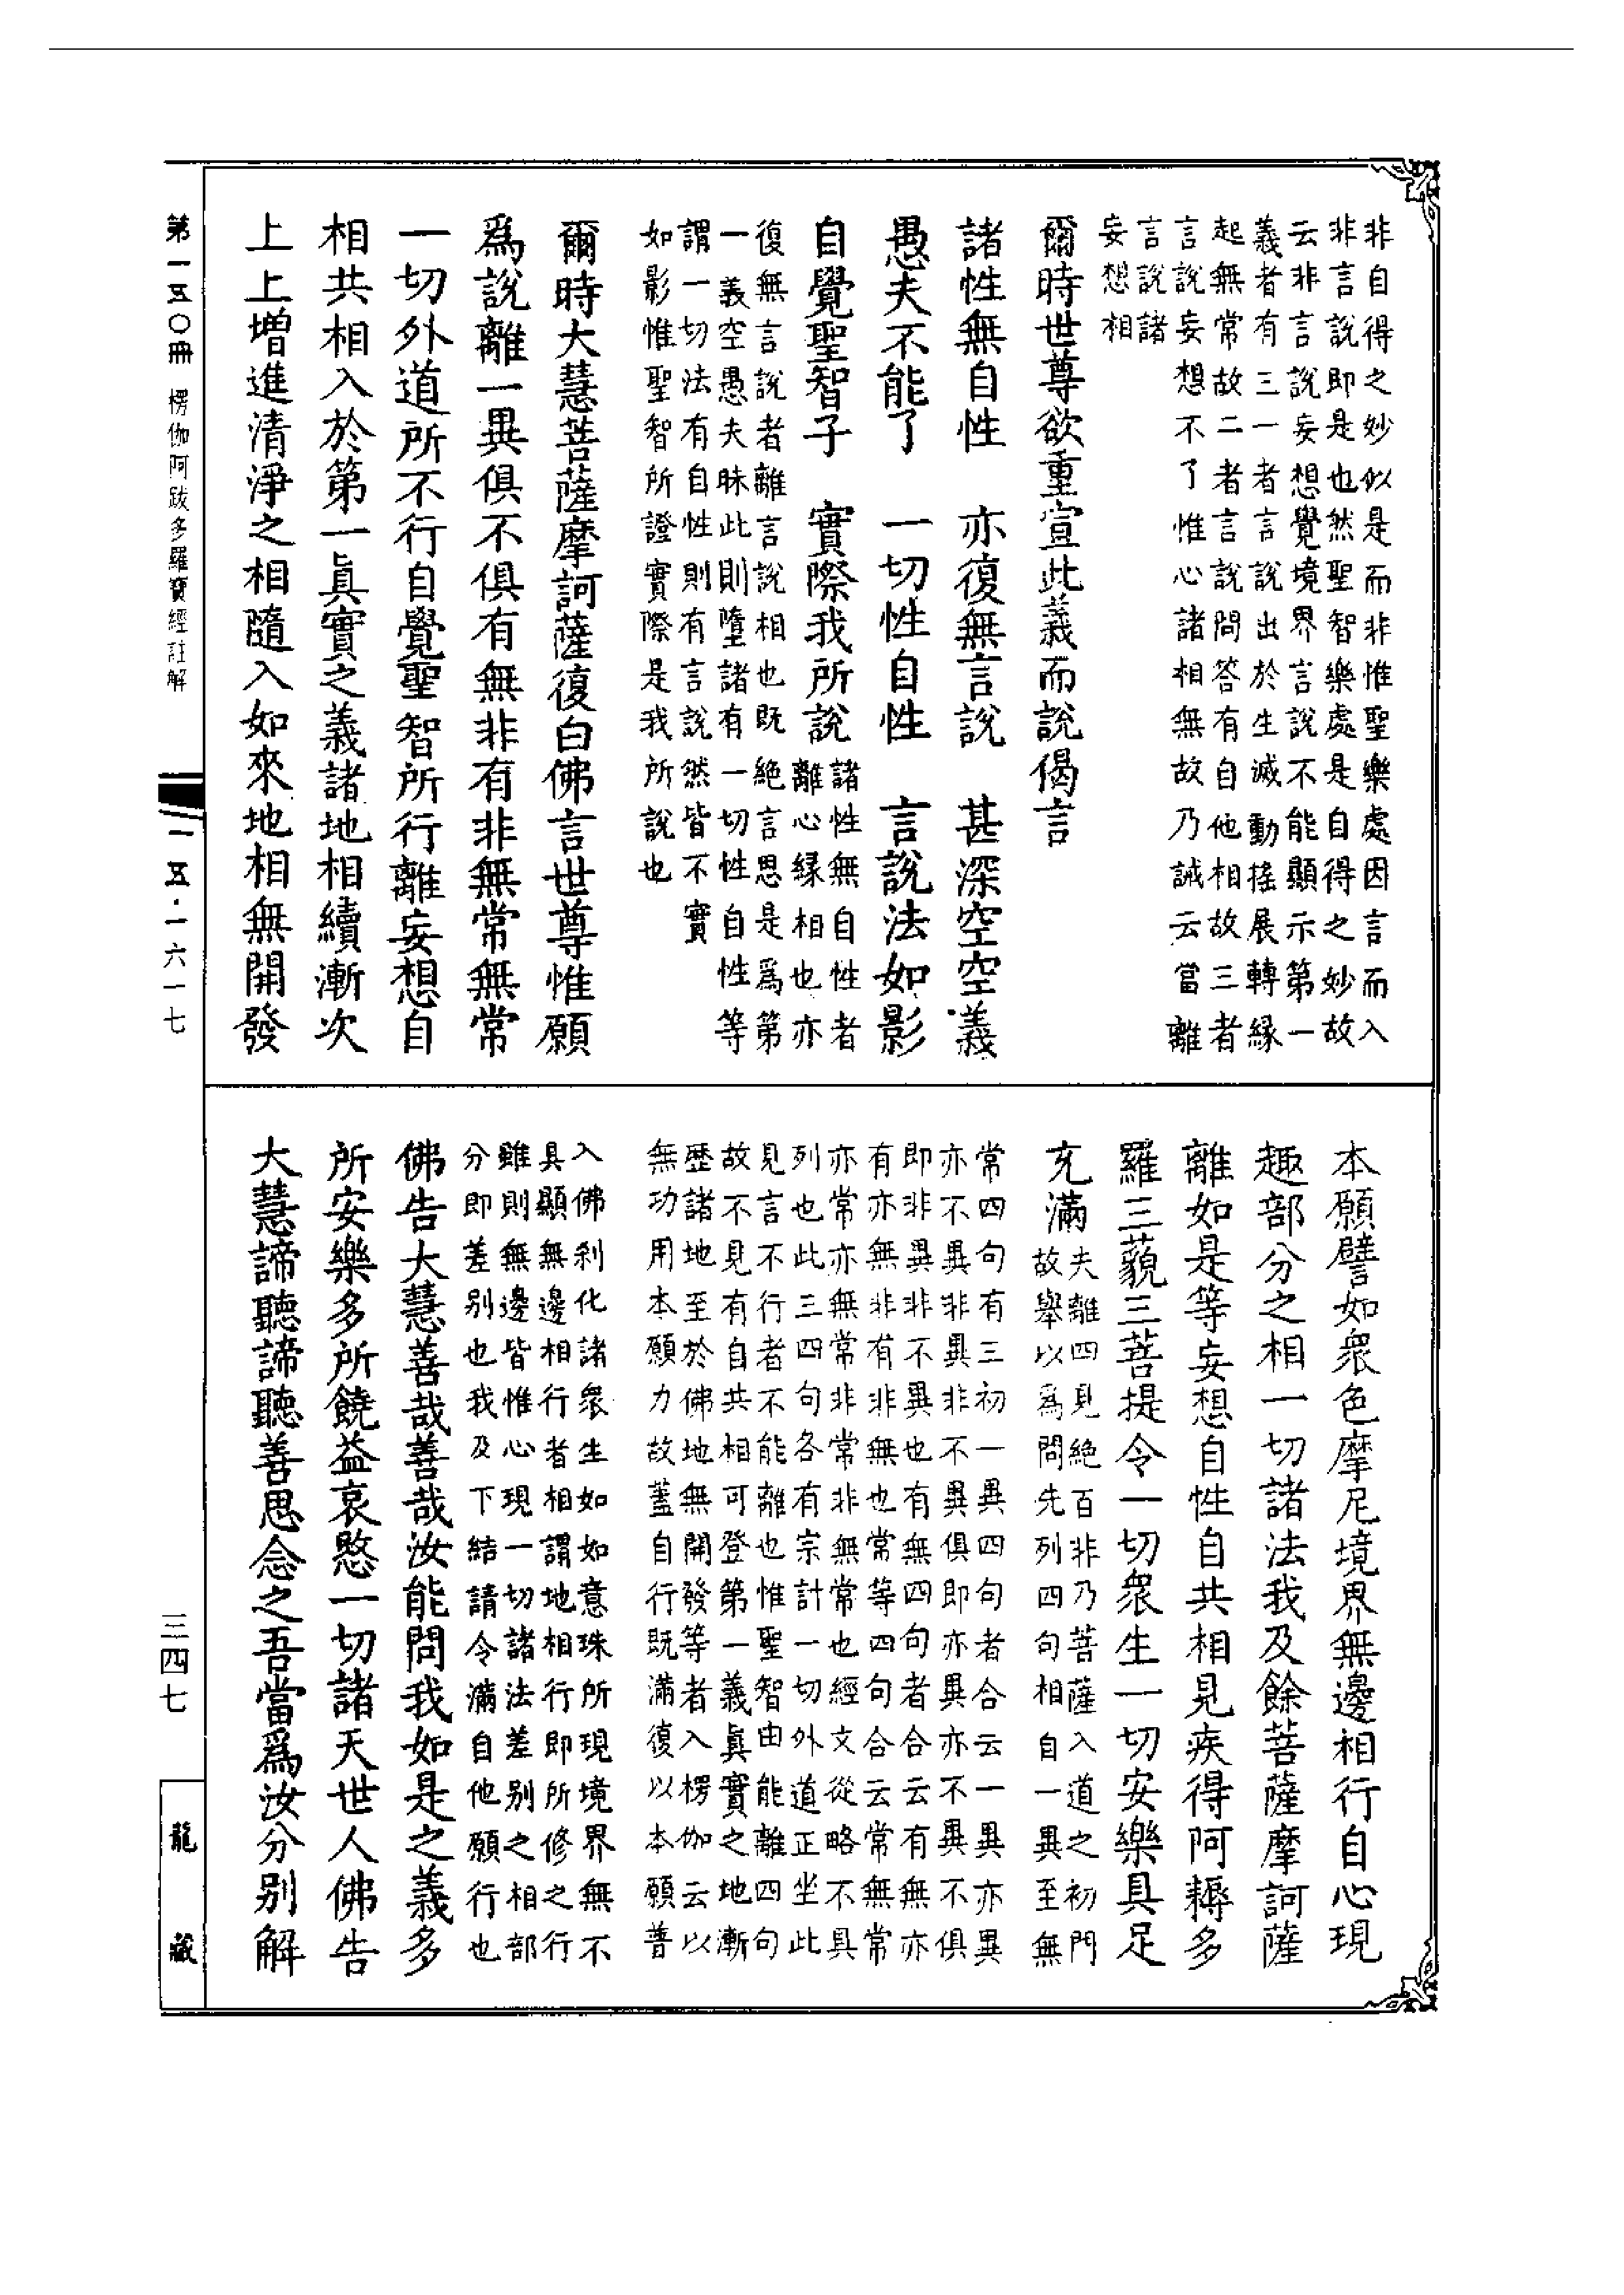 非自得之妙似是而非惟聖樂處因言而入
非言說即是也然聖智樂處是自得之妙故
云非言說妄想覺境界言說不能顯示第一
義者有三一者言說出於生滅動搖展轉緣
起無常故二者言說問答有自他相故三者
言說妄想不了惟心諸相無故乃誡云當離
言說諸
妄想相
爾時世尊欲重宣此義而說偈言
諸性無自性　亦復無言說　甚深空空義
愚夫不能了　一切性自性　言說法如影
自覺聖智子　實際我所說
諸性無自性者
離心緣相也亦
復無言說者離言說相也既絕言思是爲第
一義空愚夫昧此則墮諸有一切性自性等
謂一切法有自性則有言說然皆不實
如影惟聖智所證實際是我所說也
爾時大慧菩薩摩訶薩復白佛言世尊惟願
爲說離一異俱不俱有無非有非無常無常
一切外道所不行自覺聖智所行離妄想自
相共相入於第一眞實之義諸地相續漸次
上上增進清淨之相隨入如來地相無開發
本願譬如衆色摩尼境界無邊相行自心現
趣部分之相一切諸法我及餘菩薩摩訶薩
離如是等妄想自性自共相見疾得阿耨多
羅三藐三菩提令一切衆生一切安樂具足
充滿
夫離四見絕百非乃菩薩入道之初門
故舉以爲問先列四句相自一異至無
常四句有三初一異四句者合云一異亦異
亦不異非異非不異俱即亦異亦不異不俱
即非異非不異也有無四句者合云有無亦
有亦無非有非無也常等四句合云常無常
亦常亦無常非常非無常也經文從略不具
列也此三四句各有宗計一切外道正坐此
見言不行者不能離也惟聖智由能離四句
故不見有自共相可登第一義眞實之地漸
歷諸地至於佛地無開發等者入楞伽云以
無功用本願力故蓋自行既滿復以本願普
入佛刹化諸衆生如如意珠所現境界無不
具顯無邊相行者相謂地相行即所修之行
雖則無邊皆惟心現一切諸法差別之相部
分即差別也我及下結請令滿自他願行也
佛告大慧善哉善哉汝能問我如是之義多
所安樂多所饒益哀愍一切諸天世人佛告
大慧諦聽諦聽善思念之吾當爲汝分別解
第一五〇冊　楞伽阿跋多羅寶經註解
一五·一六一七
三四七
龍藏